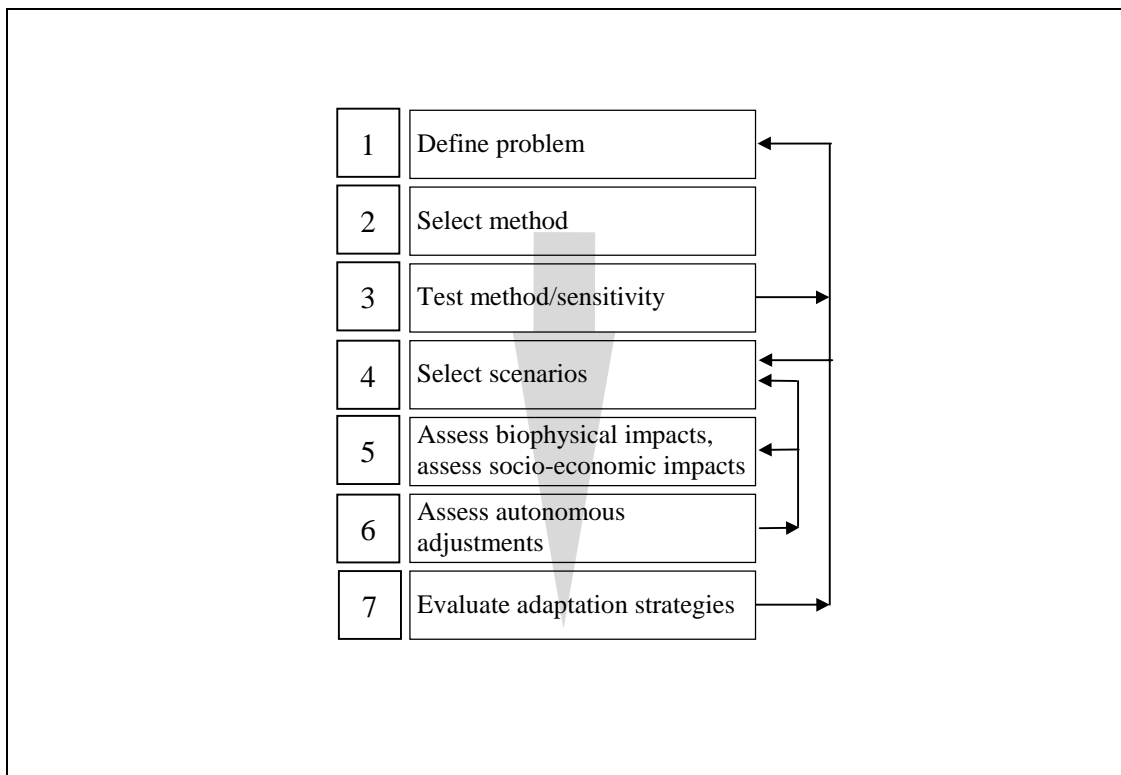 1 Define problem
2 Select method
3 Test method/sensitivity
4 Select scenarios
5 Assess biophysical impacts,
assess socio-economic impacts
6 Assess autonomous
adjustments
7 Evaluate adaptation strategies